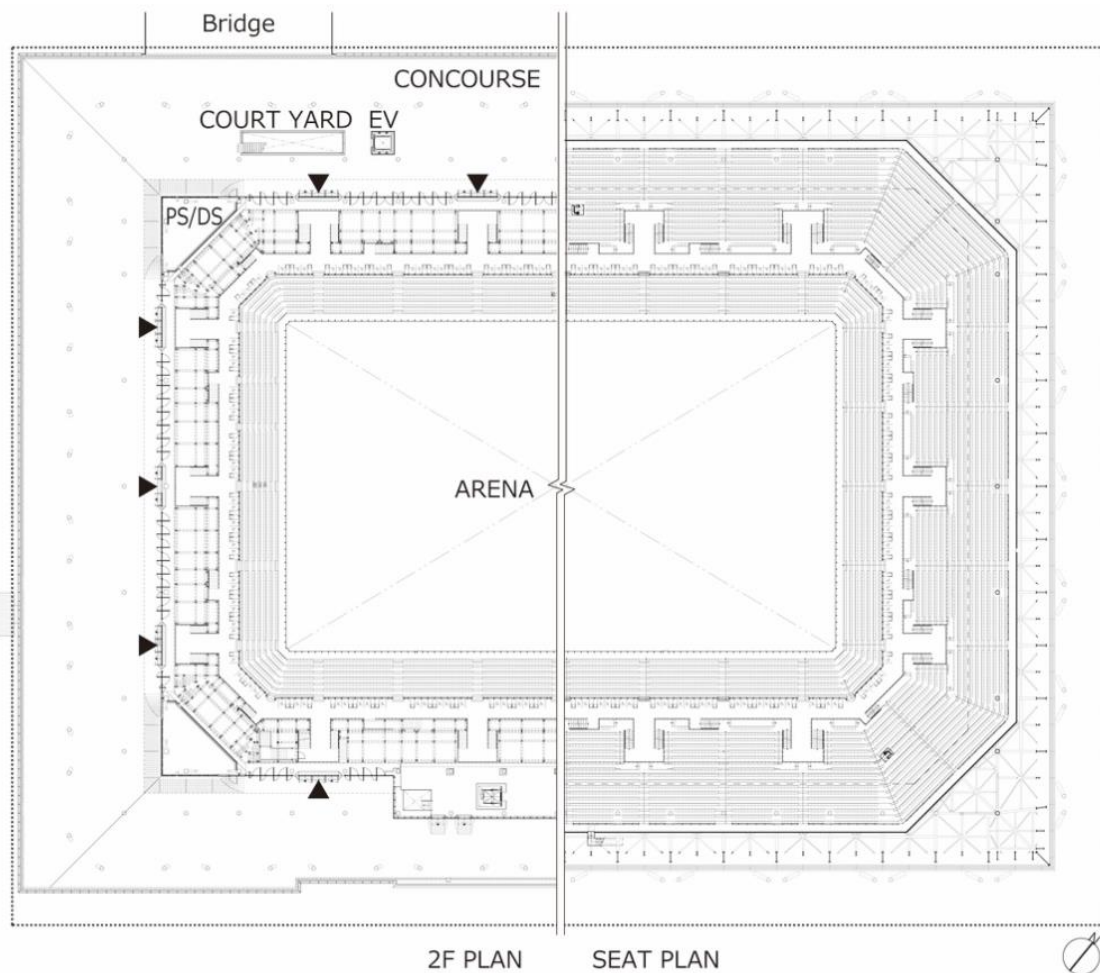 Bridge
CONCOURSE
COURT YARD EV
PS/DS
ARENA
2F PLAN
SEAT PLAN